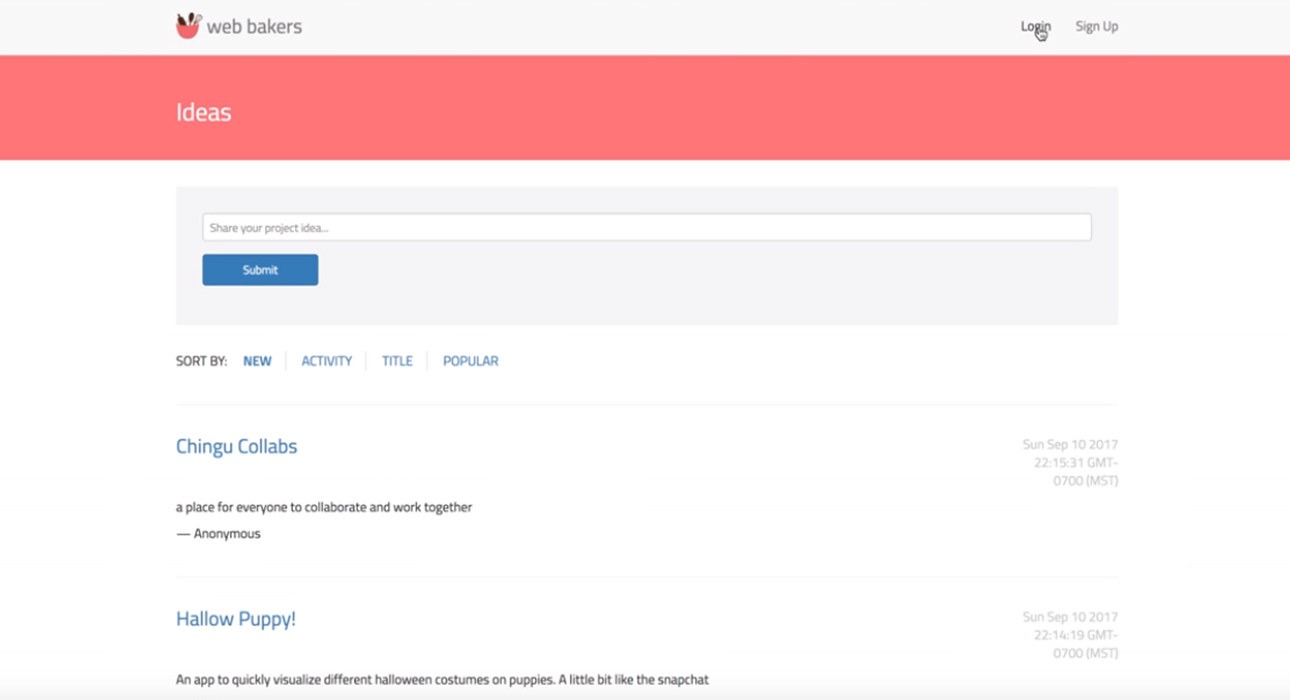 web bakers
Login
Sign Up
Ideas
Share your project idea...
Submit
SORT BY: NEW ACTIVITY TITLE POPULAR
Chingu Collabs
Sun Sep 10 2017
22:15:31 GMT-
0700 (MST)
a place for everyone to collaborate and work together
— Anonymous
Hallow Puppy!
Sun Sep 10 2017
22:14:19 GMT-
0700 (MST)
An app to quickly visualize different halloween costumes on puppies. A little bit like the snapchat